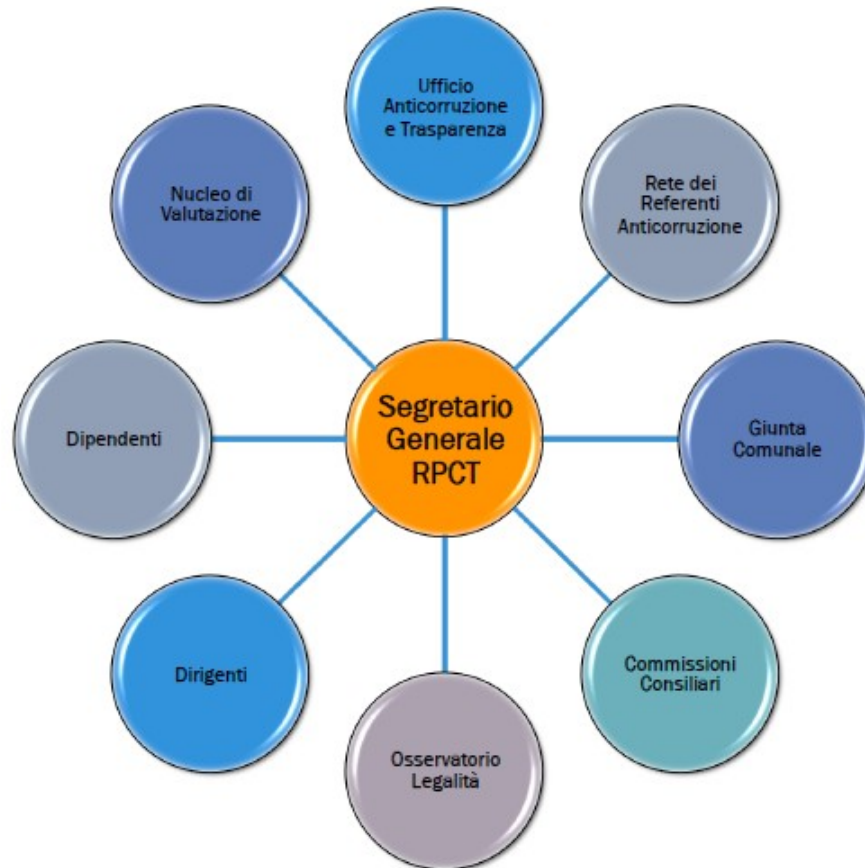 Ufficio
Anticorruzione
e Trasparenza
Rete dei
Referenti
Anticorruzione
Giunta
Comunale
Commissioni
Consiliari
Osservatorio
Legalità
Dirigenti
Dipendenti
Nucleo di
Valutazione
Segretario
Generale
RPCT